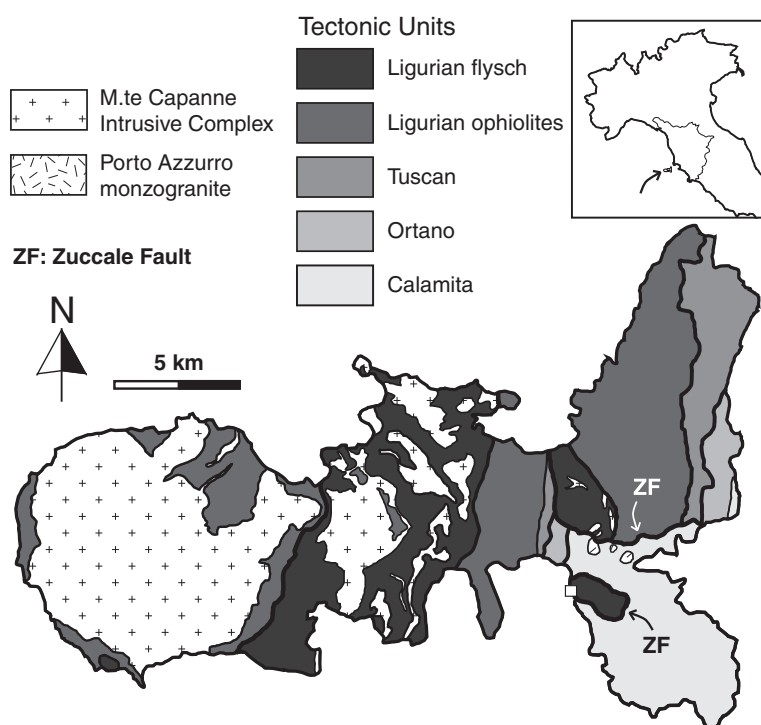 Tectonic Units
Ligurian flysch
Ligurian ophiolites
Tuscan
Ortano
Calamita
M.te Capanne
Intrusive Complex
Porto Azzurro
monzogranite
ZF: Zuccale Fault
N
5 km
ZF
ZF